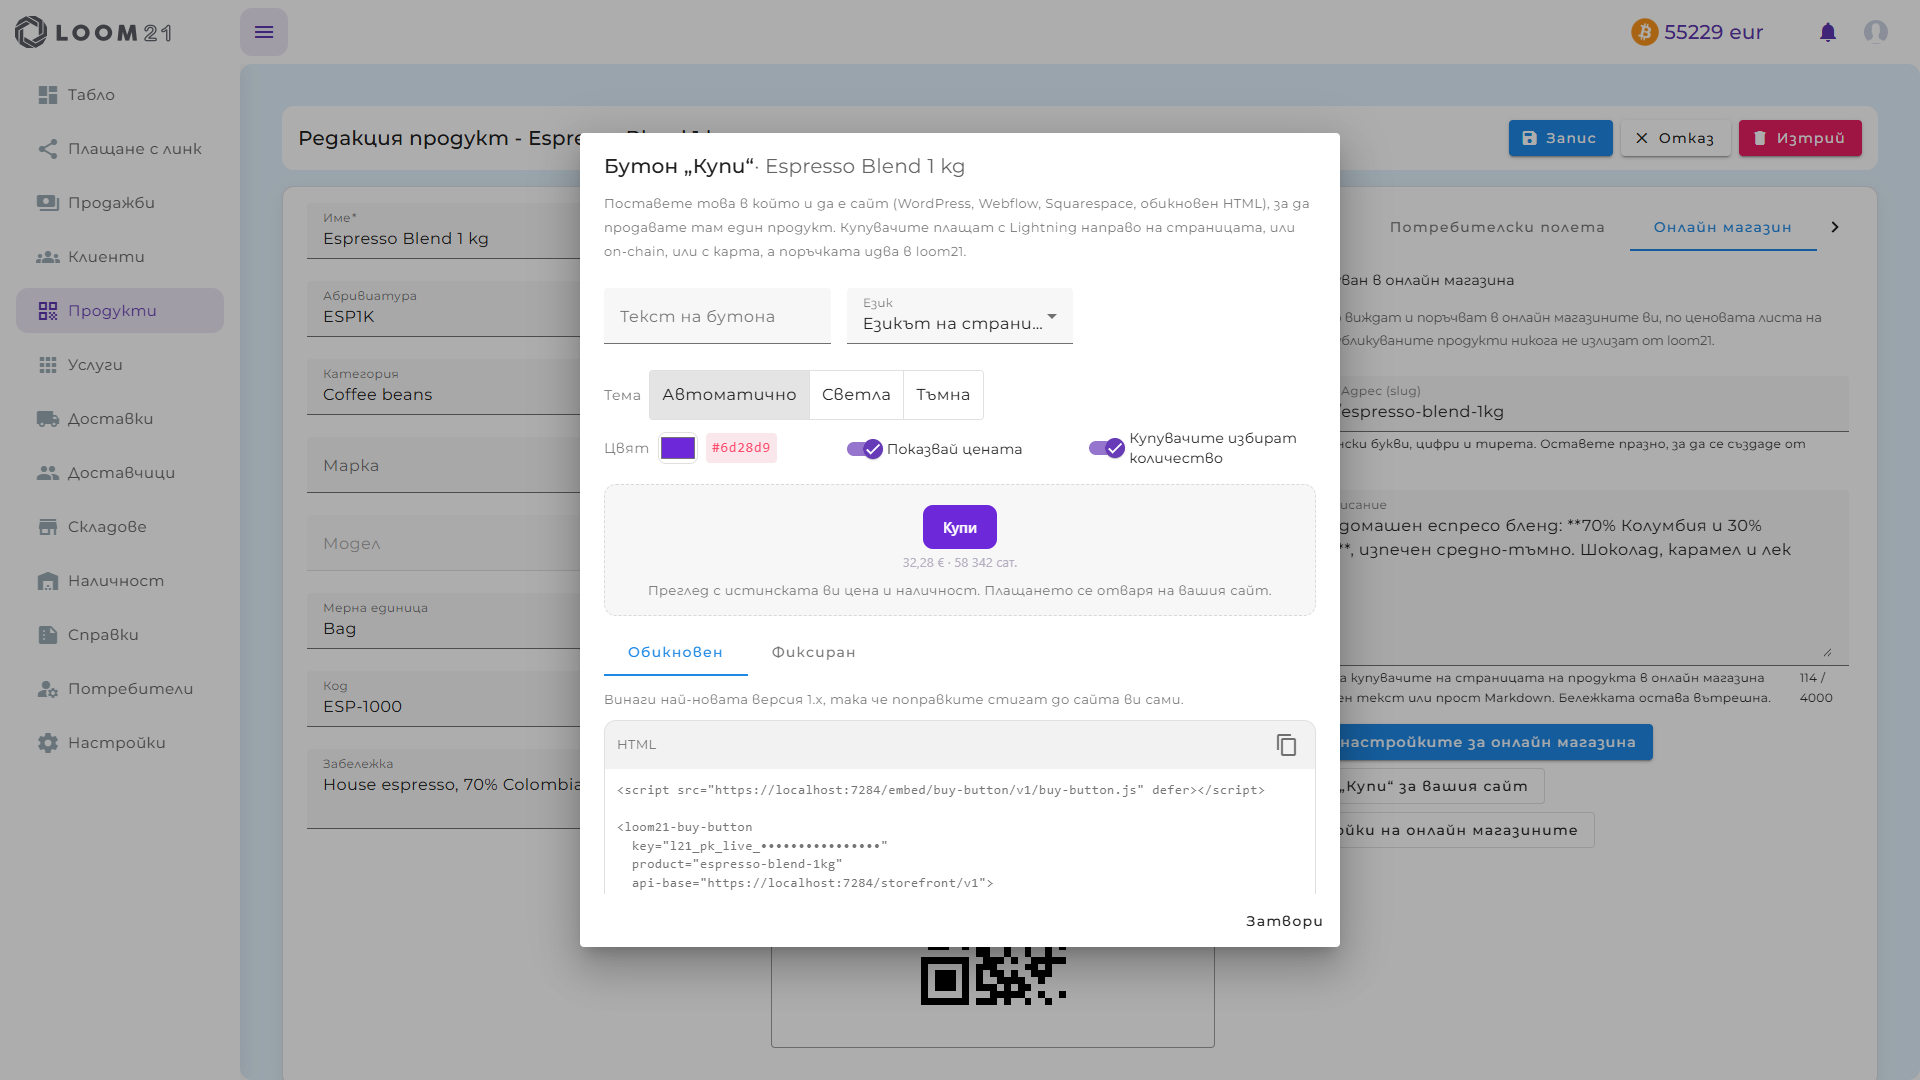 LOOM21
55229 eur
Табло
Плащане с линк
Продажби
Клиенти
Продукти
Услуги
Доставки
Доставчици
Складове
Наличност
Справки
Потребители
Настройки
Редакция продукт - Espresso Blend 1 kg
Запис
Отказ
Изтрий
Име*
Espresso Blend 1 kg
Абривиатура
ESP1K
Категория
Coffee beans
Марка
Модел
Мерна единица
Bag
Код
ESP-1000
Забележка
House espresso, 70% Colombia
Бутон „Купи“· Espresso Blend 1 kg
Поставете това в който и да е сайт (WordPress, Webflow, Squarespace, обикновен HTML), за да
продавате там един продукт. Купувачите плащат с Lightning направо на страницата, или
on-chain, или с карта, а поръчката идва в loom21.
Текст на бутона
Език
Езикът на страни...
Тема
Автоматично
Светла
Тъмна
Цвят
#6d28d9
Показвай цената
Купувачите избират
количество
Купи
32,28 € · 58 342 сат.
Преглед с истинската ви цена и наличност. Плащането се отваря на вашия сайт.
Обикновен
Фиксиран
Винаги най-новата версия 1.x, така че поправките стигат до сайта ви сами.
HTML
<script src="https://localhost:7284/embed/buy-button/v1/buy-button.js" defer></script>
<loom21-buy-button
key="l21_pk_live_••••••••••••••••"
product="espresso-blend-1kg"
api-base="https://localhost:7284/storefront/v1">
Затвори
Потребителски полета
Онлайн магазин
ван в онлайн магазина
виждат и поръчват в онлайн магазините ви, по ценовата листа на
бликуваните продукти никога не излизат от loom21.
Адрес (slug)
espresso-blend-1kg
нски букви, цифри и тирета. Оставете празно, за да се създаде от
исание
домашен еспресо бленд: **70% Колумбия и 30%
**, изпечен средно-тъмно. Шоколад, карамел и лек
а купувачите на страницата на продукта в онлайн магазина
ен текст или прост Markdown. Бележката остава вътрешна.
114 /
4000
настройките за онлайн магазина
„Купи“ за вашия сайт
ойки на онлайн магазините